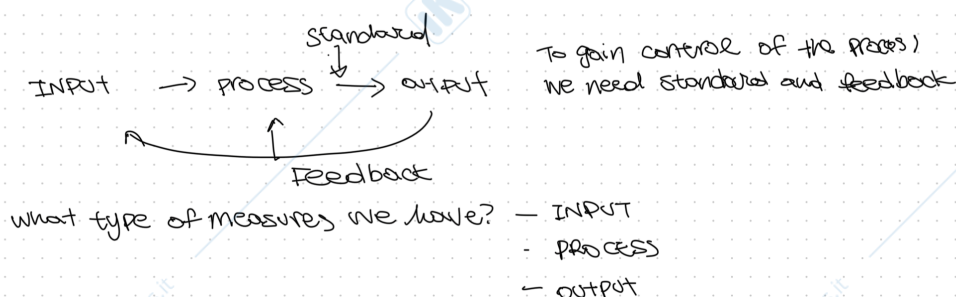 standard
INPUT → process → output
Feedback
To gain control of the process
we need standard and feedback
what type of measures we have? - INPUT
- PROCESS
- OUTPUT